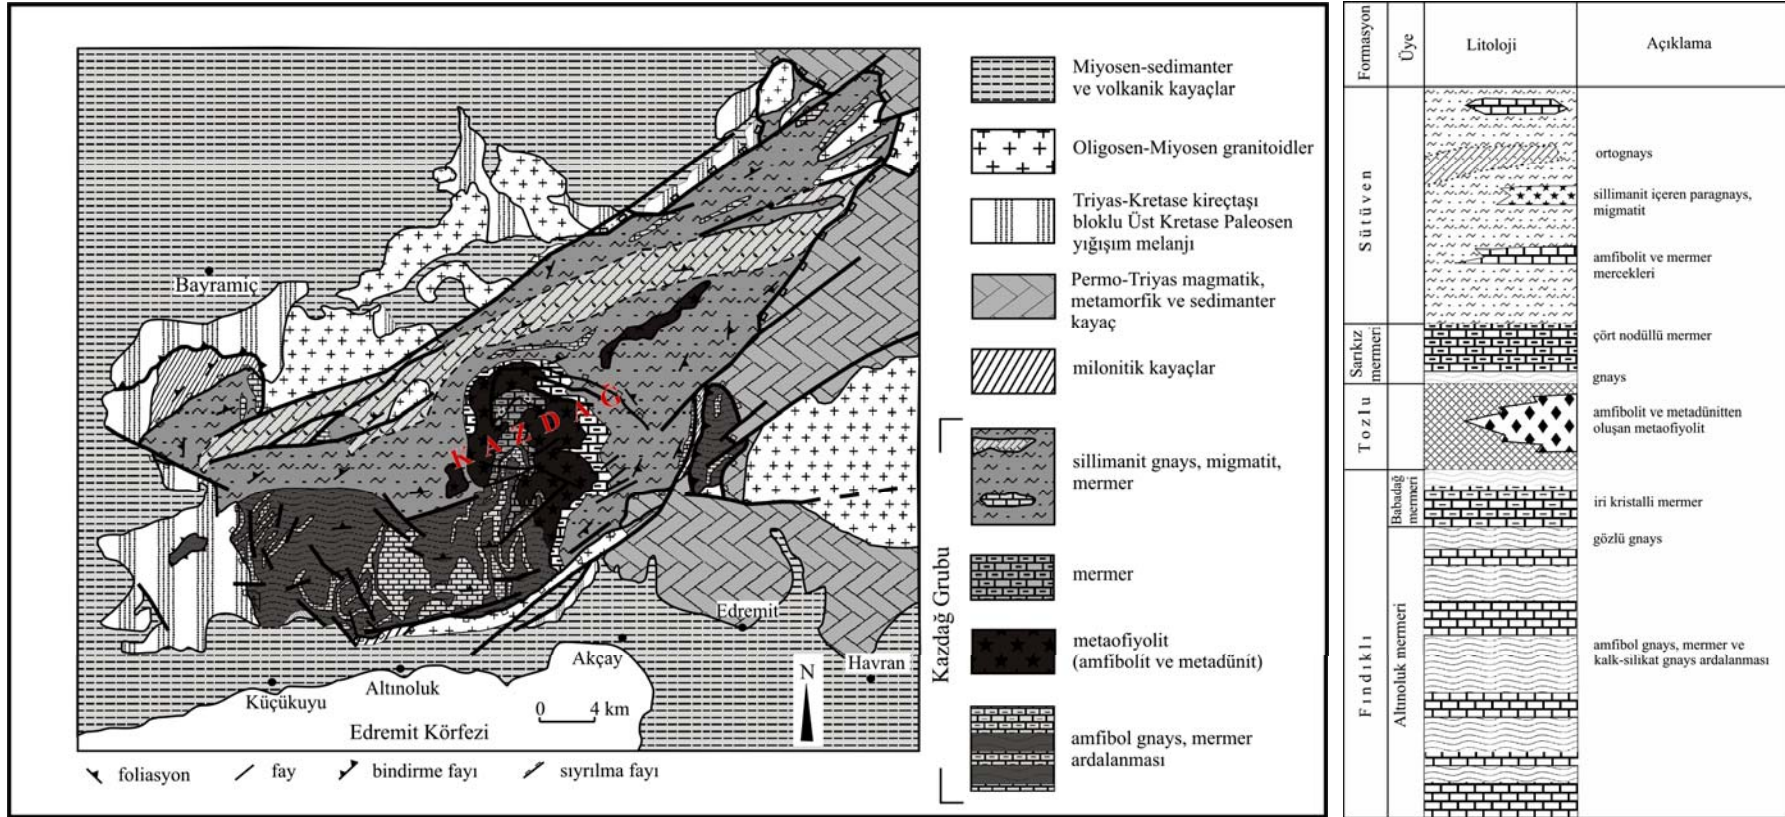 Miyosen-sedimanter
ve volkanik kayaçlar
Oligosen-Miyosen granitoidler
Triyas-Kretase kireçtaşı
bloklu Üst Kretase Paleosen
yığışım melanjı
Permo-Triyas magmatik,
metamorfik ve sedimanter
kayaç
milonitik kayaçlar
Kazdağ Grubu
sillimanit gnays, migmatit,
mermer
mermer
metaofiyolit
(amfibolit ve metadünit)
amfibol gnays, mermer
ardalanması
Bayramiç
KAZDAĞ
Edremit
Akçay
Havran
Altınoluk
Küçükuyu
N
0 4 km
Edremit Körfezi
foliasyon
fay
bindirme fayı
sıyrılma fayı
Formasyon
Üye
Litoloji
Açıklama
Sütüven
ortognays
sillimanit içeren paragnays,
migmatit
amfibolit ve mermer
mercekleri
Sarıkız
mermeri
çört nodüllü mermer
gnays
Tozlu
amfibolit ve metadünitten
oluşan metaofiyolit
Fındıklı
Babadağ
mermeri
iri kristalli mermer
Altınoluk mermeri
gözlü gnays
amfibol gnays, mermer ve
kalk-silikat gnays ardalanması